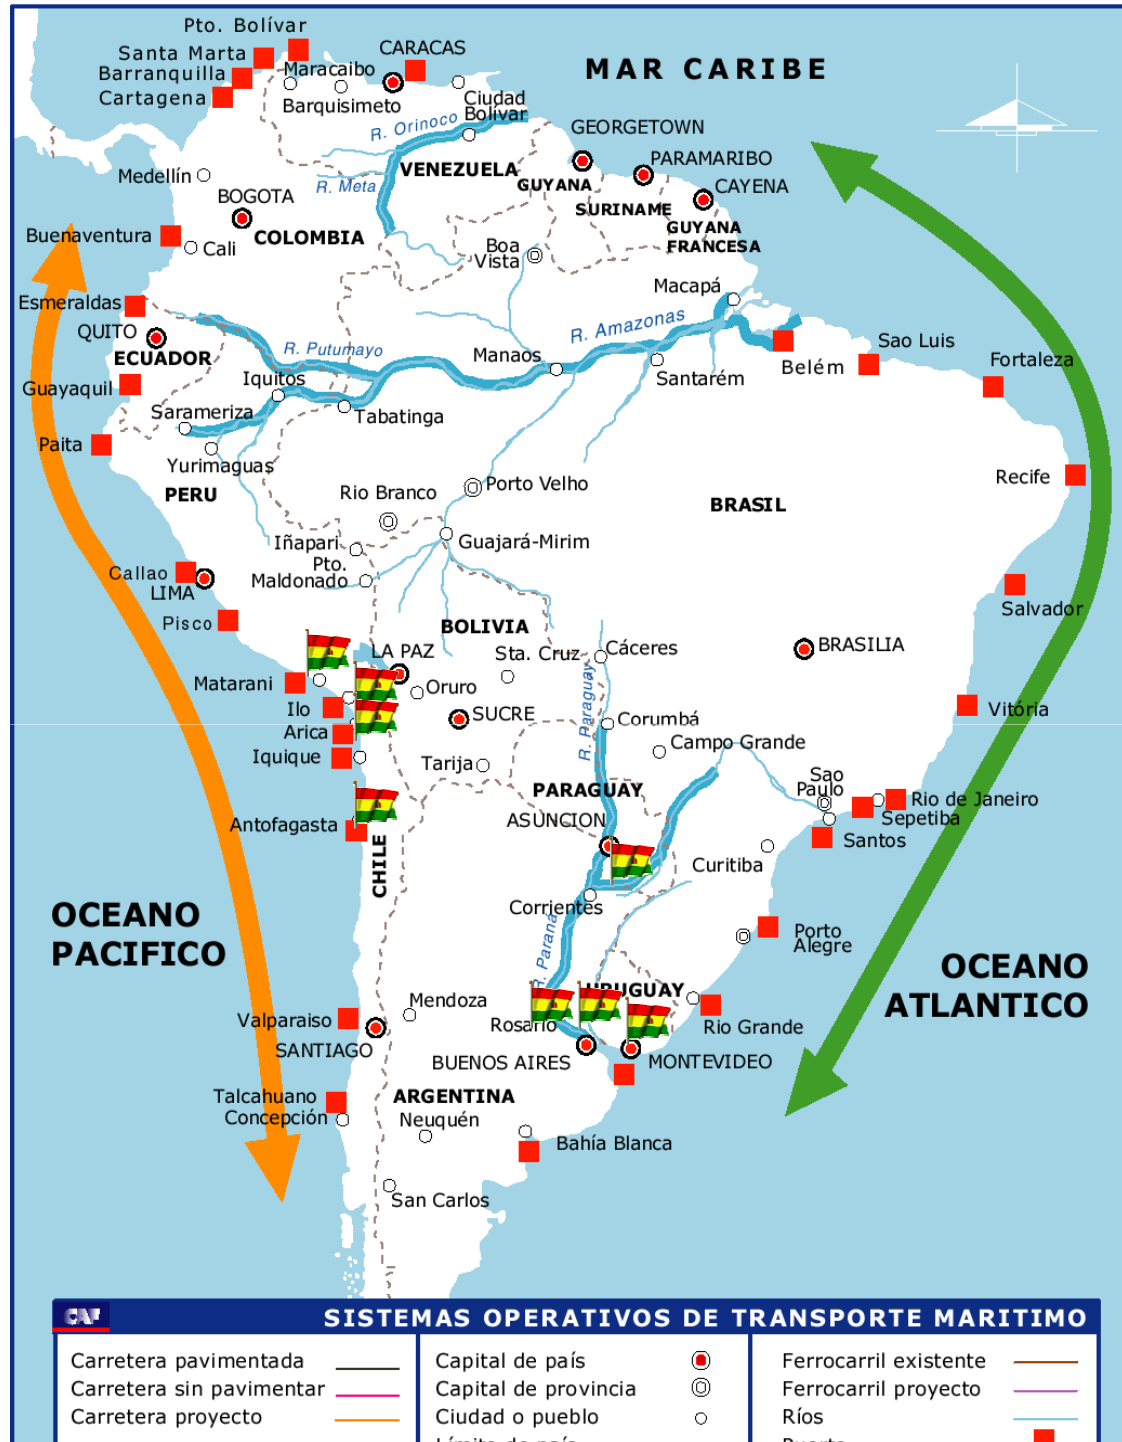 Pto. Bolívar
Santa Marta
CARACAS
Maracaibo
Barranquilla
MAR CARIBE
Cartagena
Barquisimeto
Ciudad
Bolívar
R. Orinoco
GEORGETOWN
PARAMARIBO
VENEZUELA
Medellín
R. Meta
GUYANA
CAYENA
BOGOTA
SURINAME
GUYANA
FRANCESA
Buenaventura
COLOMBIA
Cali
Boa
Vista
Macapá
Esmeraldas
QUITO
R. Amazonas
ECUADOR
R. Putumayo
Manaos
Sao Luis
Belém
Fortaleza
Guayaquil
Iquitos
Santarém
Sarameriza
Tabatinga
Paita
Yurimaguas
PERU
Rio Branco
Porto Velho
Recife
BRASIL
Iñapari
Guajará-Mirim
Pto.
Maldonado
Callao
LIMA
Pisco
Salvador
BOLIVIA
LA PAZ
Sta. Cruz
Cáceres
BRASILIA
Matarani
Oruro
R. Paraguay
Ilo
SUCRE
Corumbá
Vitória
Arica
Campo Grande
Iquique
Tarija
Sao
Paulo
PARAGUAY
Rio de Janeiro
Antofagasta
ASUNCION
Sepetiba
Santos
CHILE
Curitiba
OCEANO
PACIFICO
Corrientes
Porto
Alegre
R. Paraná
OCEANO
ATLANTICO
URUGUAY
Mendoza
Valparaiso
Rosario
Rio Grande
SANTIAGO
BUENOS AIRES
MONTEVIDEO
Talcahuano
ARGENTINA
Concepción
Neuquén
Bahía Blanca
San Carlos
CAF
SISTEMAS OPERATIVOS DE TRANSPORTE MARITIMO
Carretera pavimentada
Carretera sin pavimentar
Carretera proyecto
Capital de país
Capital de provincia
Ciudad o pueblo
Límite de país
Ferrocarril existente
Ferrocarril proyecto
Ríos
Puerto